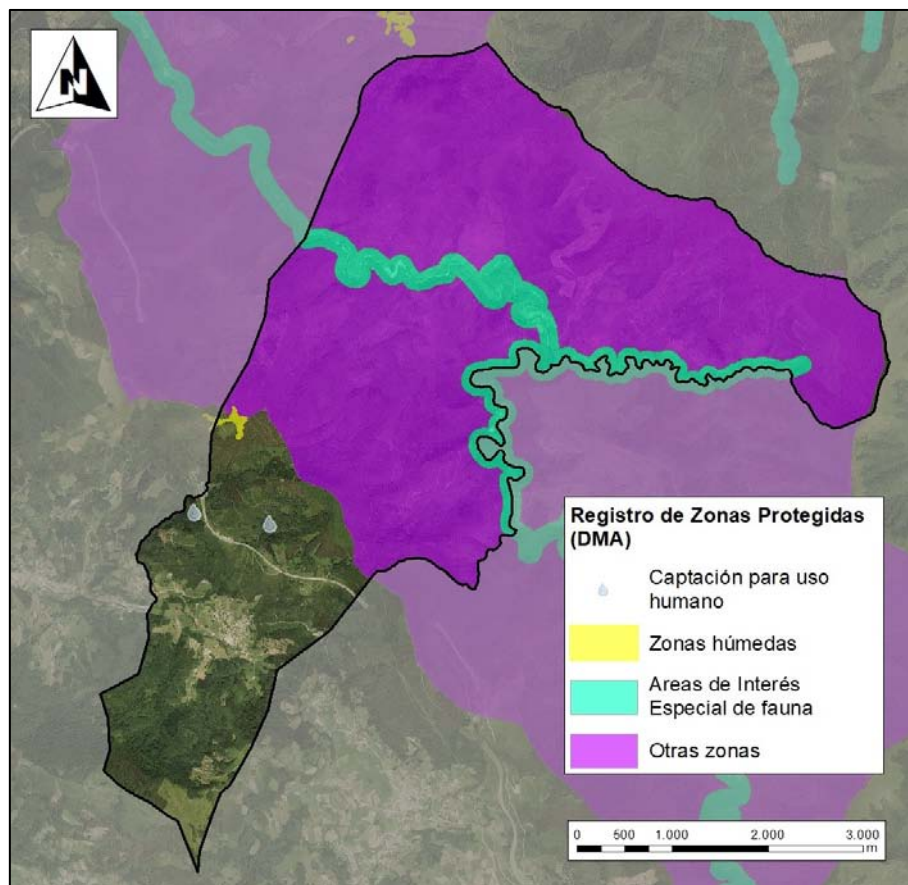 N
Registro de Zonas Protegidas
(DMA)
Captación para uso
humano
Zonas húmedas
Areas de Interés
Especial de fauna
Otras zonas
0 500 1.000 2.000 3.000
m